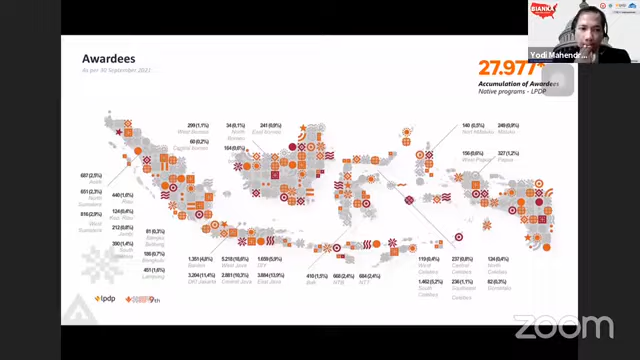 BIANKA
Yodi Mahendr...
Awardees
As per 30 September 2021
27.977*
Accumulation of Awardees
Native programs - LPDP
299 (1,1%)
West Borneo
34 (0,1%)
North
Borneo
241 (0,9%)
East Borneo
60 (0,2%)
Central Borneo
164 (0,6%)
140 (0,5%)
North Maluku
249 (0,9%)
Maluku
156 (0,6%)
West Papua
327 (1,2%)
Papua
687 (2,5%)
Aceh
651 (2,3%)
North
Sumatera
816 (2,9%)
West
Sumatera
440 (1,6%)
Riau
124 (0,4%)
Riau. Isle
212 (0,8%)
Jambi
390 (1,4%)
South
81 (0,3%)
Bangka
Belitung
186 (0,7%)
Bengkulu
451 (1,6%)
Lampung
1.351 (4,8%)
Banten
5.218 (18,6%)
West Java
1.659 (5,9%)
DIY
3.204 (11,4%)
DKI Jakarta
2.881 (10,3%)
Central Java
3.884 (13,9%)
East Java
410 (1,5%)
Bali
668 (2,4%)
NTB
684 (2,4%)
NTT
119 (0,4%)
West
Celebes
237 (0,8%)
Central
Celebes
124 (0,4%)
North
Celebes
1.462 (5,2%)
South
Celebes
236 (1,1%)
Southeast
Celebes
82 (0,3%)
Gorontalo
lpdp
9th
zoom